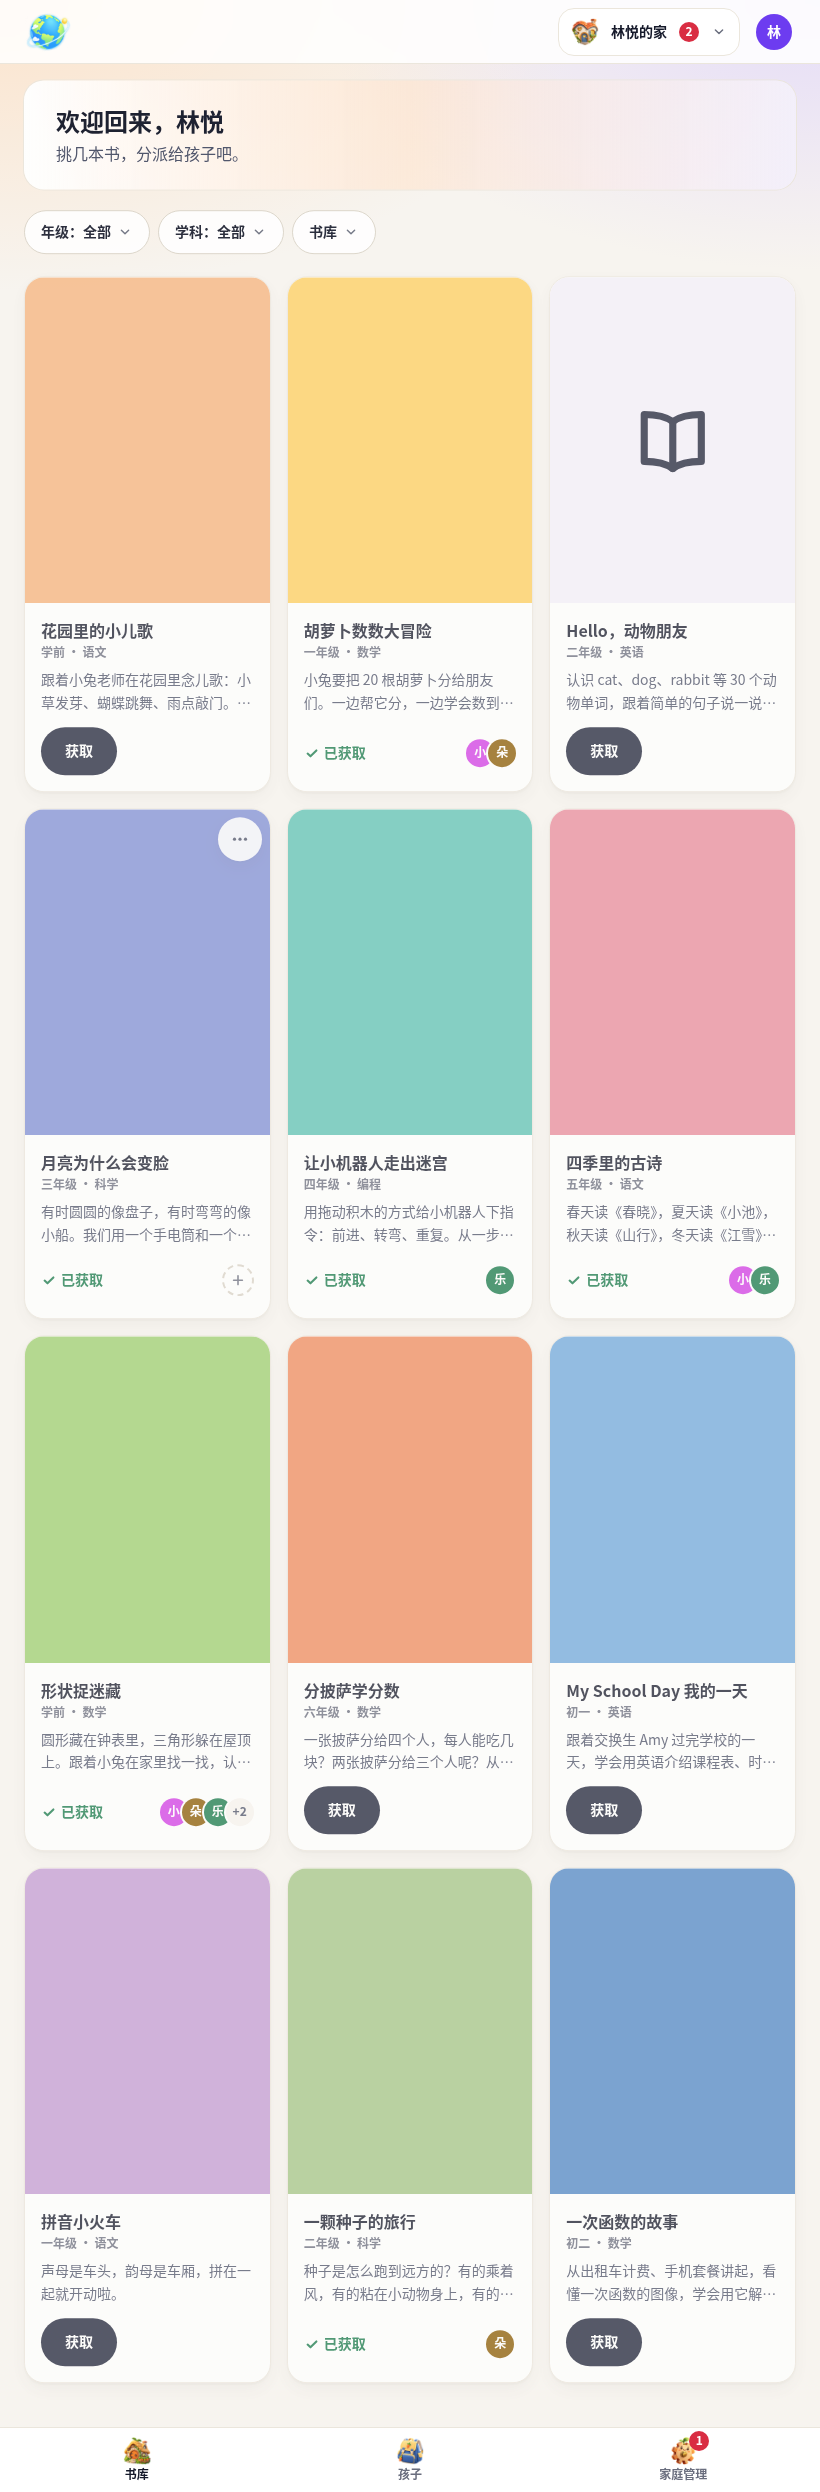 林悦的家
2
林
欢迎回来，林悦
挑几本书，分派给孩子吧。
年级：全部
学科：全部
书库
花园里的小儿歌
学前 · 语文
跟着小兔老师在花园里念儿歌：小
草发芽、蝴蝶跳舞、雨点敲门。…
获取
胡萝卜数数大冒险
一年级 · 数学
小兔要把 20 根胡萝卜分给朋友
们。一边帮它分，一边学会数到…
已获取
小
朵
Hello，动物朋友
二年级 · 英语
认识 cat、dog、rabbit 等 30 个动
物单词，跟着简单的句子说一说…
获取
月亮为什么会变脸
三年级 · 科学
有时圆圆的像盘子，有时弯弯的像
小船。我们用一个手电筒和一个…
已获取
让小机器人走出迷宫
四年级 · 编程
用拖动积木的方式给小机器人下指
令：前进、转弯、重复。从一步…
已获取
乐
四季里的古诗
五年级 · 语文
春天读《春晓》，夏天读《小池》，
秋天读《山行》，冬天读《江雪》…
已获取
小
乐
形状捉迷藏
学前 · 数学
圆形藏在钟表里，三角形躲在屋顶
上。跟着小兔在家里找一找，认…
已获取
小
朵
乐
+2
分披萨学分数
六年级 · 数学
一张披萨分给四个人，每人能吃几
块？两张披萨分给三个人呢？从…
获取
My School Day 我的一天
初一 · 英语
跟着交换生 Amy 过完学校的一
天，学会用英语介绍课程表、时…
获取
拼音小火车
一年级 · 语文
声母是车头，韵母是车厢，拼在一
起就开动啦。
获取
一颗种子的旅行
二年级 · 科学
种子是怎么跑到远方的？有的乘着
风，有的粘在小动物身上，有的…
已获取
朵
一次函数的故事
初二 · 数学
从出租车计费、手机套餐讲起，看
懂一次函数的图像，学会用它解…
获取
书库
孩子
1
家庭管理